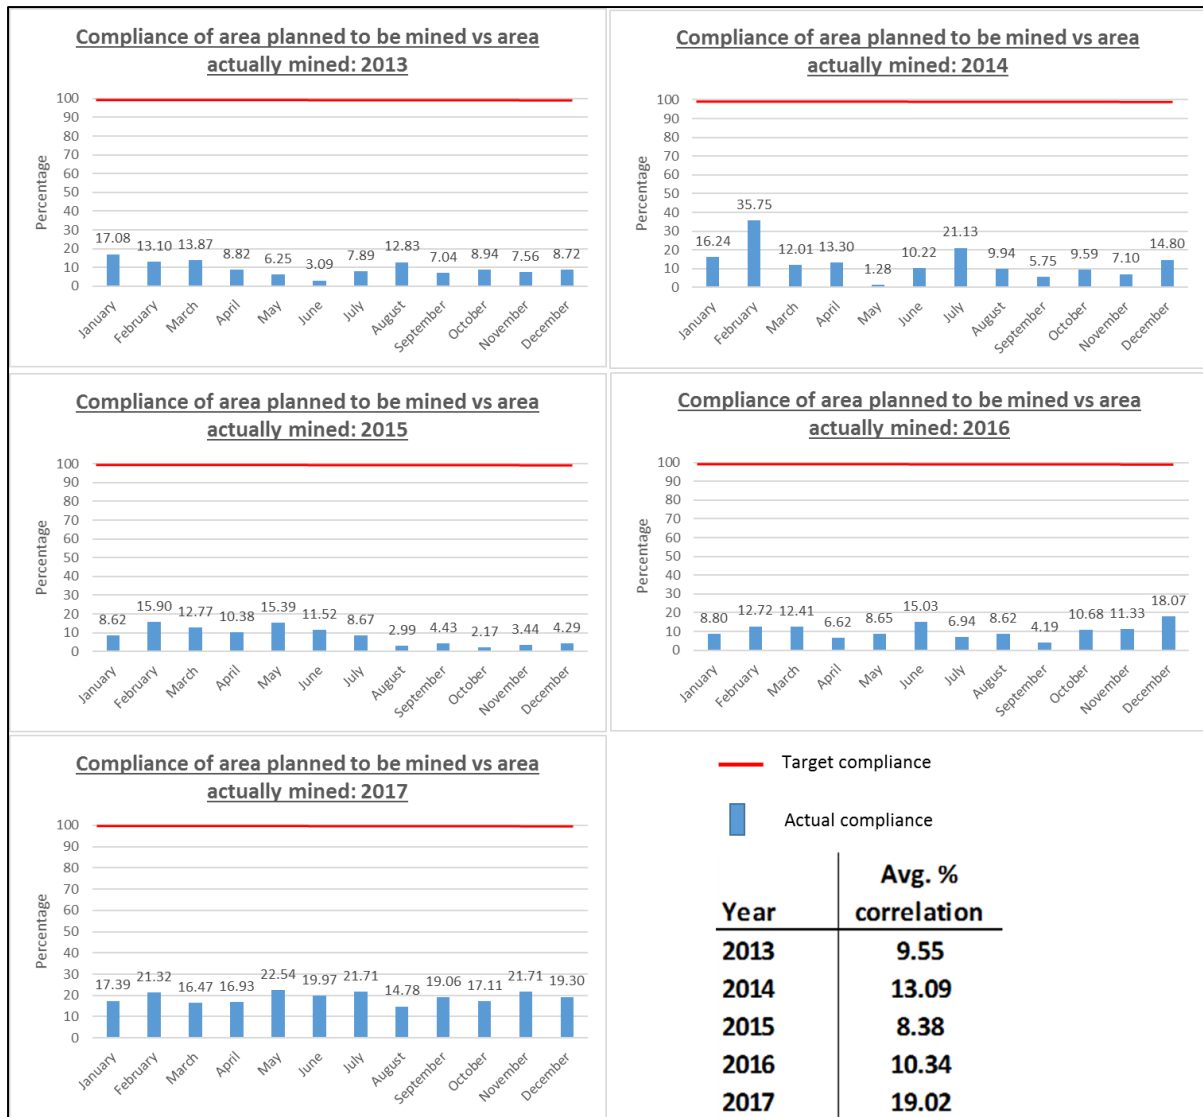 Compliance of area planned to be mined vs area
actually mined: 2013
Percentage
100
90
80
70
60
50
40
30
20
10
0
17.08 13.10 13.87 8.82 6.25 3.09 7.89 12.83 7.04 8.94 7.56 8.72
January February March April May June July August September October November December
Compliance of area planned to be mined vs area
actually mined: 2014
Percentage
100
90
80
70
60
50
40
30
20
10
0
16.24 35.75 12.01 13.30 1.28 10.22 21.13 9.94 5.75 9.59 7.10 14.80
January February March April May June July August September October November December
Compliance of area planned to be mined vs area
actually mined: 2015
Percentage
100
90
80
70
60
50
40
30
20
10
0
8.62 15.90 12.77 10.38 15.39 11.52 8.67 2.99 4.43 2.17 3.44 4.29
January February March April May June July August September October November December
Compliance of area planned to be mined vs area
actually mined: 2016
Percentage
100
90
80
70
60
50
40
30
20
10
0
8.80 12.72 12.41 6.62 8.65 15.03 6.94 8.62 4.19 10.68 11.33 18.07
January February March April May June July August September October November December
Compliance of area planned to be mined vs area
actually mined: 2017
Percentage
100
90
80
70
60
50
40
30
20
10
0
17.39 21.32 16.47 16.93 22.54 19.97 21.71 14.78 19.06 17.11 21.71 19.30
January February March April May June July August September October November December
Target compliance
Actual compliance
Avg. %
Year correlation
2013 9.55
2014 13.09
2015 8.38
2016 10.34
2017 19.02